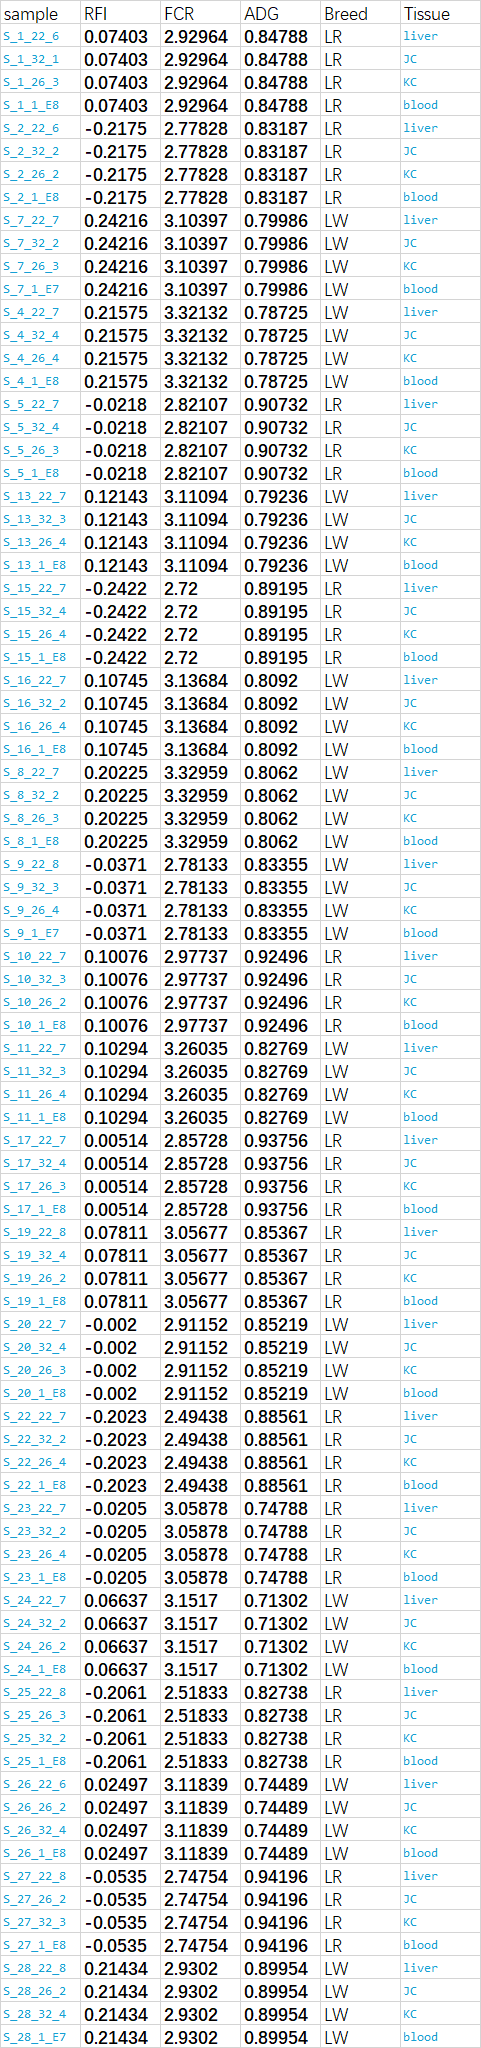 sample RFI FCR ADG Breed Tissue
S_1_22_6 0.07403 2.92964 0.84788 LR liver
S_1_32_1 0.07403 2.92964 0.84788 LR JC
S_1_26_3 0.07403 2.92964 0.84788 LR KC
S_1_1_E8 0.07403 2.92964 0.84788 LR blood
S_2_22_6 -0.2175 2.77828 0.83187 LR liver
S_2_32_2 -0.2175 2.77828 0.83187 LR JC
S_2_26_2 -0.2175 2.77828 0.83187 LR KC
S_2_1_E8 -0.2175 2.77828 0.83187 LR blood
S_7_22_7 0.24216 3.10397 0.79986 LW liver
S_7_32_2 0.24216 3.10397 0.79986 LW JC
S_7_26_3 0.24216 3.10397 0.79986 LW KC
S_7_1_E7 0.24216 3.10397 0.79986 LW blood
S_4_22_7 0.21575 3.32132 0.78725 LW liver
S_4_32_4 0.21575 3.32132 0.78725 LW JC
S_4_26_4 0.21575 3.32132 0.78725 LW KC
S_4_1_E8 0.21575 3.32132 0.78725 LW blood
S_5_22_7 -0.0218 2.82107 0.90732 LR liver
S_5_32_4 -0.0218 2.82107 0.90732 LR JC
S_5_26_3 -0.0218 2.82107 0.90732 LR KC
S_5_1_E8 -0.0218 2.82107 0.90732 LR blood
S_13_22_7 0.12143 3.11094 0.79236 LW liver
S_13_32_3 0.12143 3.11094 0.79236 LW JC
S_13_26_4 0.12143 3.11094 0.79236 LW KC
S_13_1_E8 0.12143 3.11094 0.79236 LW blood
S_15_22_7 -0.2422 2.72 0.89195 LR liver
S_15_32_4 -0.2422 2.72 0.89195 LR JC
S_15_26_4 -0.2422 2.72 0.89195 LR KC
S_15_1_E8 -0.2422 2.72 0.89195 LR blood
S_16_22_7 0.10745 3.13684 0.8092 LW liver
S_16_32_2 0.10745 3.13684 0.8092 LW JC
S_16_26_4 0.10745 3.13684 0.8092 LW KC
S_16_1_E8 0.10745 3.13684 0.8092 LW blood
S_8_22_7 0.20225 3.32959 0.8062 LW liver
S_8_32_2 0.20225 3.32959 0.8062 LW JC
S_8_26_3 0.20225 3.32959 0.8062 LW KC
S_8_1_E8 0.20225 3.32959 0.8062 LW blood
S_9_22_8 -0.0371 2.78133 0.83355 LW liver
S_9_32_3 -0.0371 2.78133 0.83355 LW JC
S_9_26_4 -0.0371 2.78133 0.83355 LW KC
S_9_1_E7 -0.0371 2.78133 0.83355 LW blood
S_10_22_7 0.10076 2.97737 0.92496 LR liver
S_10_32_3 0.10076 2.97737 0.92496 LR JC
S_10_26_2 0.10076 2.97737 0.92496 LR KC
S_10_1_E8 0.10076 2.97737 0.92496 LR blood
S_11_22_7 0.10294 3.26035 0.82769 LW liver
S_11_32_3 0.10294 3.26035 0.82769 LW JC
S_11_26_4 0.10294 3.26035 0.82769 LW KC
S_11_1_E8 0.10294 3.26035 0.82769 LW blood
S_17_22_7 0.00514 2.85728 0.93756 LR liver
S_17_32_4 0.00514 2.85728 0.93756 LR JC
S_17_26_3 0.00514 2.85728 0.93756 LR KC
S_17_1_E8 0.00514 2.85728 0.93756 LR blood
S_19_22_8 0.07811 3.05677 0.85367 LR liver
S_19_32_4 0.07811 3.05677 0.85367 LR JC
S_19_26_2 0.07811 3.05677 0.85367 LR KC
S_19_1_E8 0.07811 3.05677 0.85367 LR blood
S_20_22_7 -0.002 2.91152 0.85219 LW liver
S_20_32_4 -0.002 2.91152 0.85219 LW JC
S_20_26_3 -0.002 2.91152 0.85219 LW KC
S_20_1_E8 -0.002 2.91152 0.85219 LW blood
S_22_22_7 -0.2023 2.49438 0.88561 LR liver
S_22_32_2 -0.2023 2.49438 0.88561 LR JC
S_22_26_4 -0.2023 2.49438 0.88561 LR KC
S_22_1_E8 -0.2023 2.49438 0.88561 LR blood
S_23_22_7 -0.0205 3.05878 0.74788 LR liver
S_23_32_2 -0.0205 3.05878 0.74788 LR JC
S_23_26_4 -0.0205 3.05878 0.74788 LR KC
S_23_1_E8 -0.0205 3.05878 0.74788 LR blood
S_24_22_7 0.06637 3.1517 0.71302 LW liver
S_24_32_2 0.06637 3.1517 0.71302 LW JC
S_24_26_2 0.06637 3.1517 0.71302 LW KC
S_24_1_E8 0.06637 3.1517 0.71302 LW blood
S_25_22_8 -0.2061 2.51833 0.82738 LR liver
S_25_26_3 -0.2061 2.51833 0.82738 LR JC
S_25_32_2 -0.2061 2.51833 0.82738 LR KC
S_25_1_E8 -0.2061 2.51833 0.82738 LR blood
S_26_22_6 0.02497 3.11839 0.74489 LW liver
S_26_26_2 0.02497 3.11839 0.74489 LW JC
S_26_32_4 0.02497 3.11839 0.74489 LW KC
S_26_1_E8 0.02497 3.11839 0.74489 LW blood
S_27_22_8 -0.0535 2.74754 0.94196 LR liver
S_27_26_2 -0.0535 2.74754 0.94196 LR JC
S_27_32_3 -0.0535 2.74754 0.94196 LR KC
S_27_1_E8 -0.0535 2.74754 0.94196 LR blood
S_28_22_8 0.21434 2.9302 0.89954 LW liver
S_28_26_2 0.21434 2.9302 0.89954 LW JC
S_28_32_4 0.21434 2.9302 0.89954 LW KC
S_28_1_E7 0.21434 2.9302 0.89954 LW blood